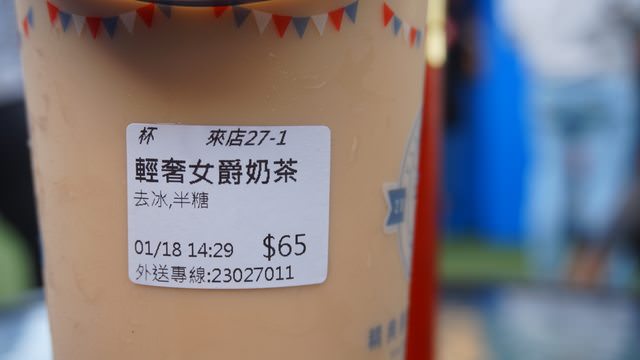 杯 來店27-1
輕奢女爵奶茶
去冰,半糖
01/18 14:29 $65
外送專線:23027011